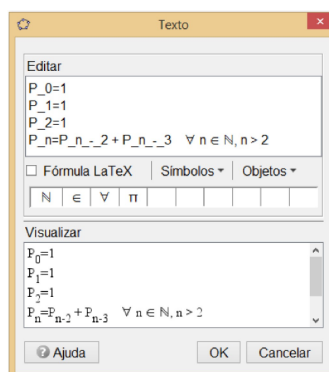 Texto
Editar
P_0=1
P_1=1
P_2=1
P_n=P_n_-_2 + P_n_-_3 ∀ n ∈ ℕ, n > 2
Fórmula LaTeX Símbolos Objetos
ℕ ∈ ∀ π
Visualizar
P₀=1
P₁=1
P₂=1
Pₙ=Pₙ₋₂ + Pₙ₋₃ ∀ n ∈ ℕ, n > 2
Ajuda OK Cancelar